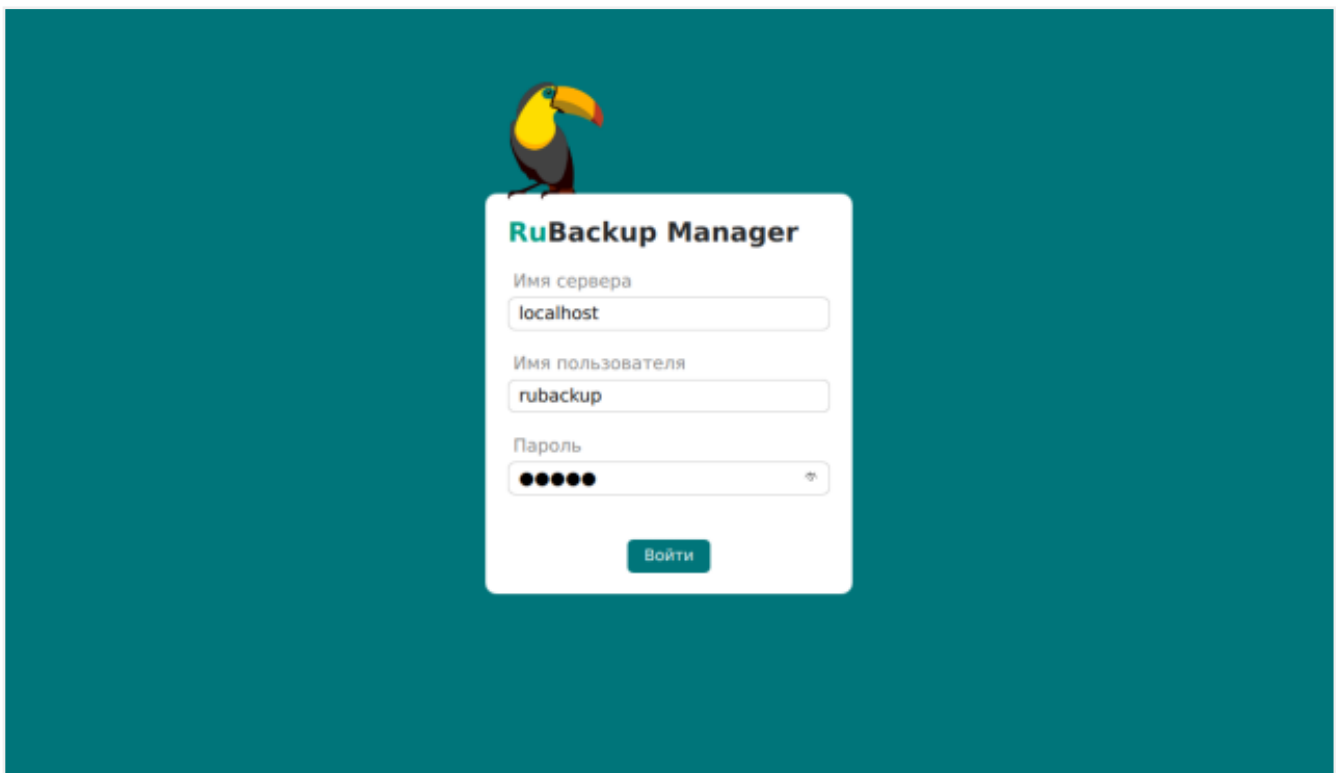 RuBackup Manager
Имя сервера
localhost
Имя пользователя
rubackup
Пароль
●●●●●
Войти